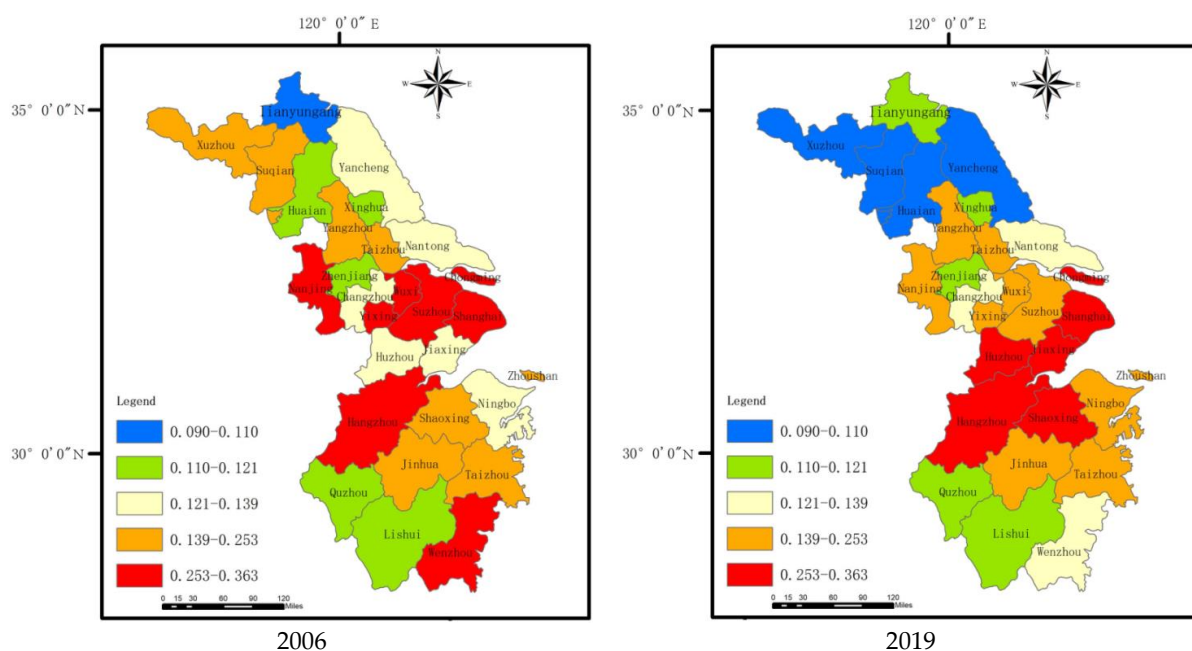 120° 0′0″E
120° 0′0″E
N
W
E
S
N
W
E
S
35° 0′0″N
35° 0′0″N
Lianyungang
Xuzhou
Suqian
Yancheng
Huaian
Xinghua
Yangzhou
Taizhou
Nantong
Zhenjiang
Chongming
Nanjing
Changzhou
Wuxi
Yixing
Suzhou
Shanghai
Huzhou
Jiaxing
Zhoushan
Ningbo
Hangzhou
Shaoxing
Jinhua
Taizhou
Quzhou
Lishui
Wenzhou
Legend
0.090-0.110
0.110-0.121
0.121-0.139
0.139-0.253
0.253-0.363
30° 0′0″N
0 15 30 60 90 120
Miles
2006
Lianyungang
Xuzhou
Suqian
Yancheng
Huaian
Xinghua
Yangzhou
Taizhou
Nantong
Zhenjiang
Chongming
Nanjing
Changzhou
Wuxi
Yixing
Suzhou
Shanghai
Huzhou
Jiaxing
Zhoushan
Ningbo
Hangzhou
Shaoxing
Jinhua
Taizhou
Quzhou
Lishui
Wenzhou
Legend
0.090-0.110
0.110-0.121
0.121-0.139
0.139-0.253
0.253-0.363
30° 0′0″N
0 15 30 60 90 120
Miles
2019